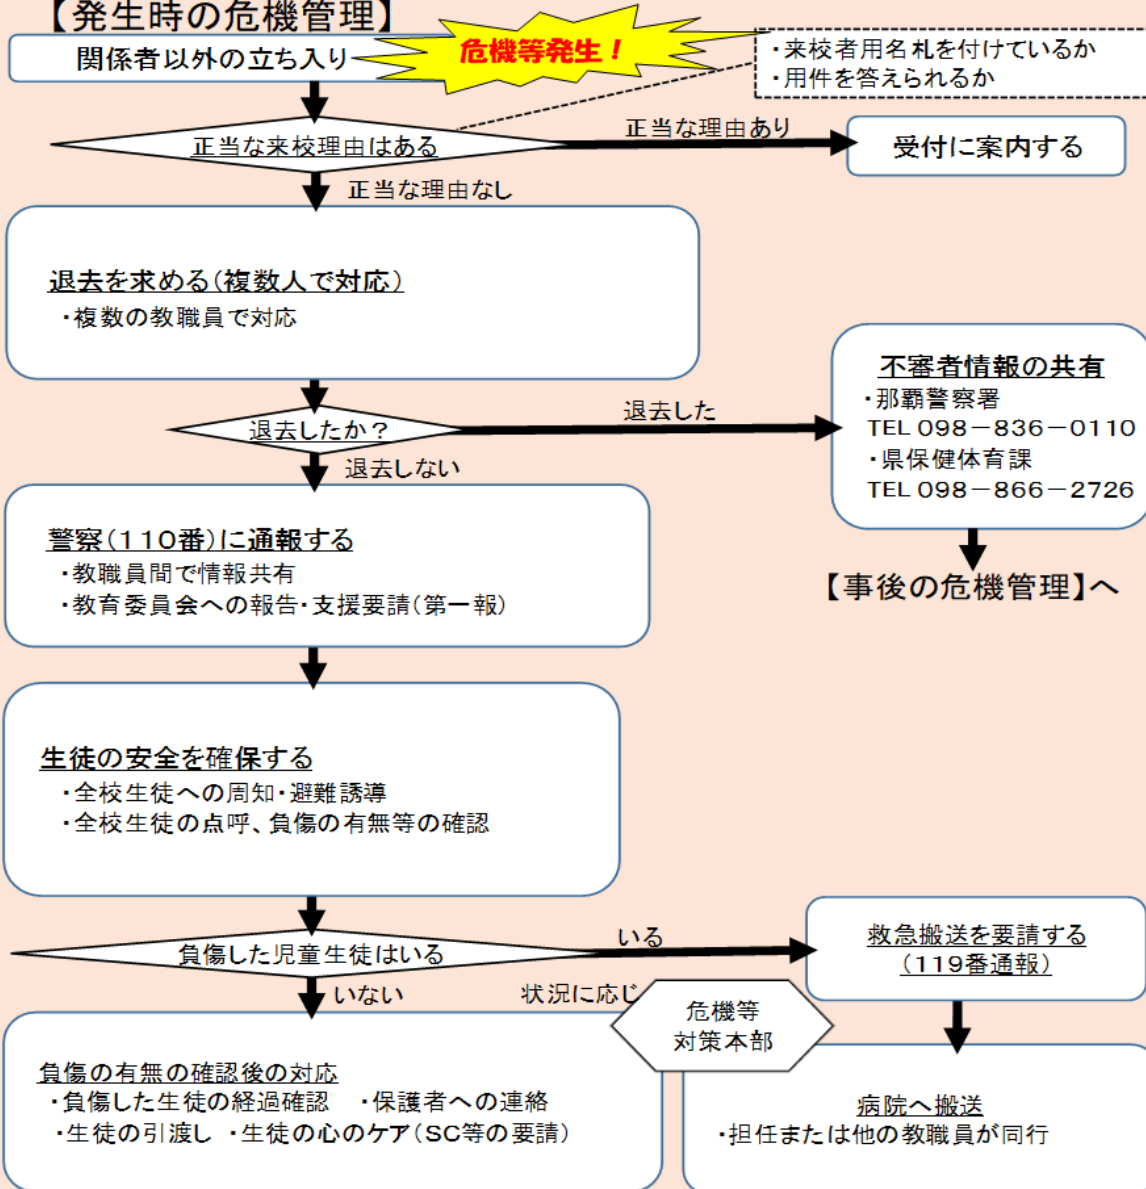 【発生時の危機管理】
関係者以外の立ち入り
危機等発生！
・来校者用名札を付けているか
・用件を答えられるか
正当な来校理由はある
正当な理由あり
受付に案内する
正当な理由なし
退去を求める(複数人で対応)
・複数の教職員で対応
退去したか？
退去した
不審者情報の共有
・那覇警察署
TEL 098－836－0110
・県保健体育課
TEL 098－866－2726
【事後の危機管理】へ
退去しない
警察(110番)に通報する
・教職員間で情報共有
・教育委員会への報告・支援要請(第一報)
生徒の安全を確保する
・全校生徒への周知・避難誘導
・全校生徒の点呼、負傷の有無等の確認
負傷した児童生徒はいる
いる
救急搬送を要請する
(119番通報)
いない
状況に応じ
危機等
対策本部
負傷の有無の確認後の対応
・負傷した生徒の経過確認　・保護者への連絡
・生徒の引渡し ・生徒の心のケア(SC等の要請)
病院へ搬送
・担任または他の教職員が同行